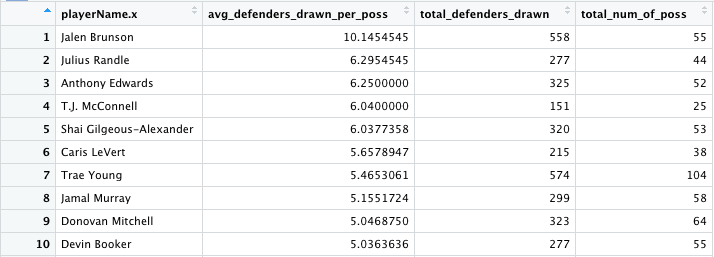 playerName.x avg_defenders_drawn_per_poss total_defenders_drawn total_num_of_poss
1 Jalen Brunson 10.1454545 558 55
2 Julius Randle 6.2954545 277 44
3 Anthony Edwards 6.2500000 325 52
4 T.J. McConnell 6.0400000 151 25
5 Shai Gilgeous-Alexander 6.0377358 320 53
6 Caris LeVert 5.6578947 215 38
7 Trae Young 5.4653061 574 104
8 Jamal Murray 5.1551724 299 58
9 Donovan Mitchell 5.0468750 323 64
10 Devin Booker 5.0363636 277 55